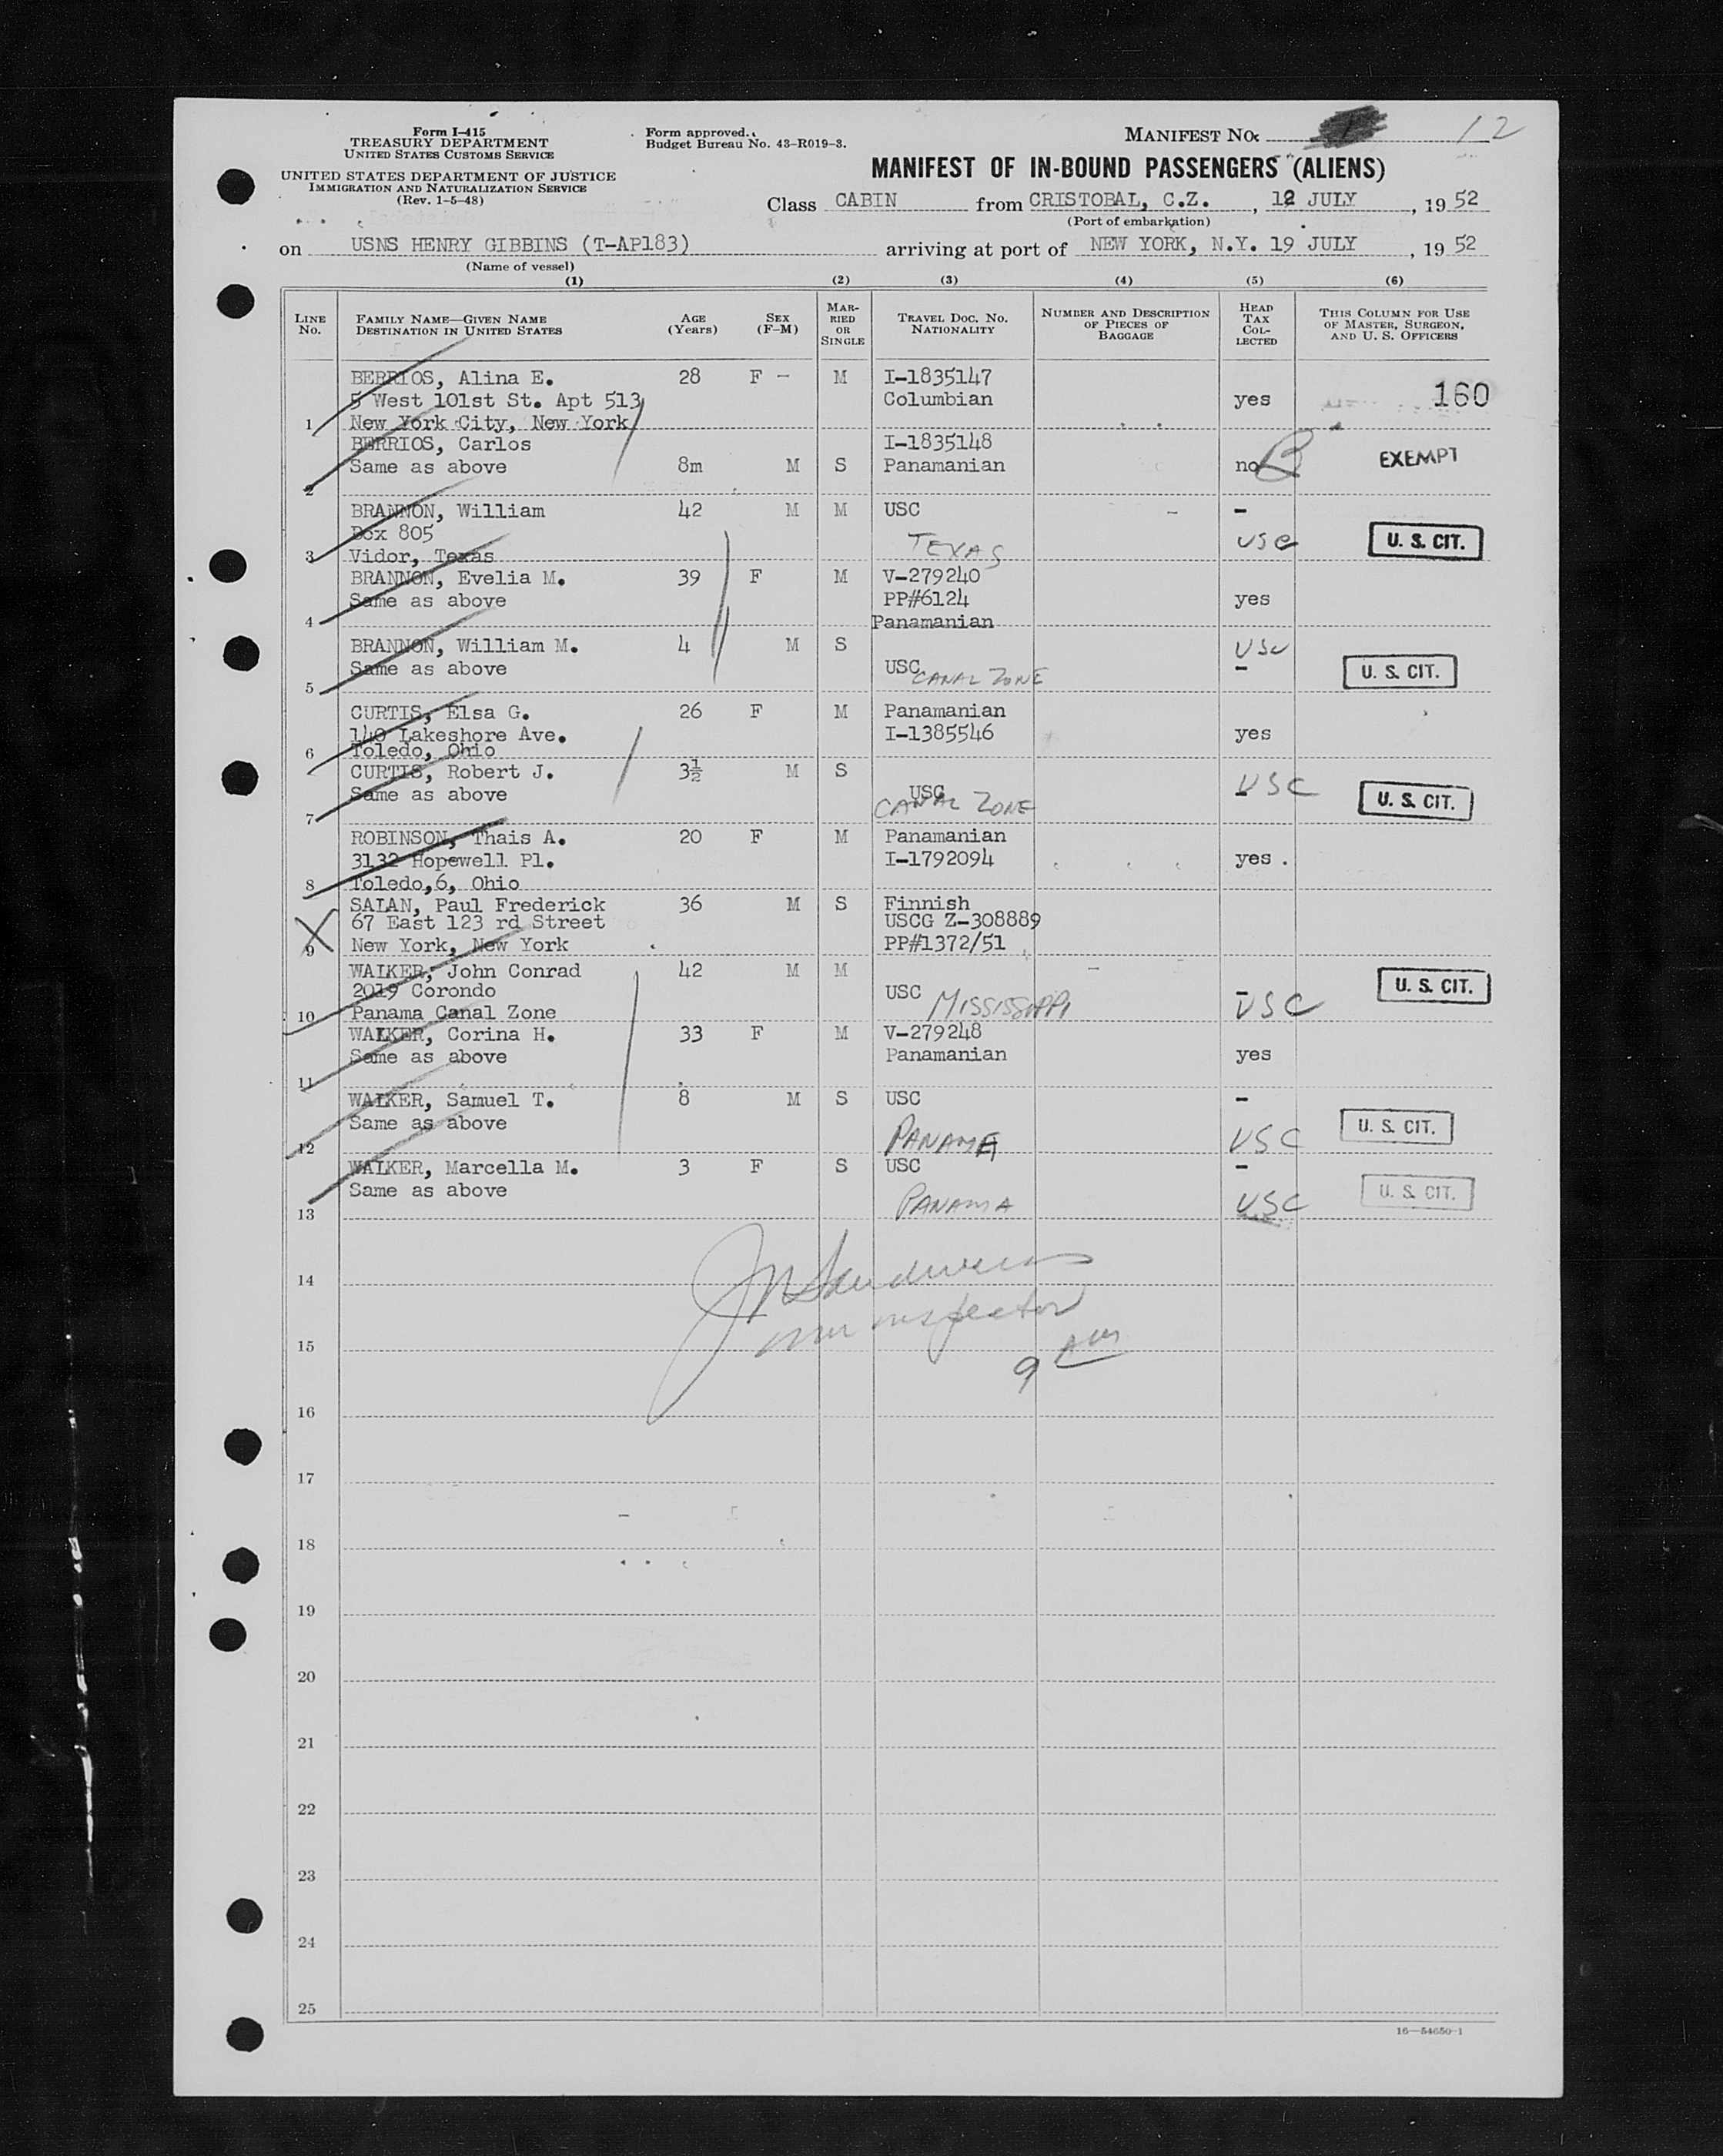 Form I-415
TREASURY DEPARTMENT
UNITED STATES CUSTOMS SERVICE
UNITED STATES DEPARTMENT OF JUSTICE
IMMIGRATION AND NATURALIZATION SERVICE
(Rev. 1-5-48)
Form approved.
Budget Bureau No. 43-R019-3.
MANIFEST NO. 12
MANIFEST OF IN-BOUND PASSENGERS (ALIENS)
Class CABIN from CRISTOBAL, C.Z., 12 JULY, 1952
(Port of embarkation)
on USNS HENRY GIBBINS (T-AP183) arriving at port of NEW YORK, N.Y. 19 JULY, 1952
(Name of vessel)
(1) (2) (3) (4) (5) (6)
LINE No. FAMILY NAME—GIVEN NAME DESTINATION IN UNITED STATES AGE (Years) SEX (F-M) MARRIED OR SINGLE TRAVEL DOC. NO. NATIONALITY NUMBER AND DESCRIPTION OF PIECES OF BAGGAGE HEAD TAX COLLECTED THIS COLUMN FOR USE OF MASTER, SURGEON, AND U. S. OFFICERS
BERRIOS, Alina E. 28 F - M I-1835147
5 West 101st St. Apt 513 Columbian yes 160
1 New York City, New York
BERRIOS, Carlos I-1835148
Same as above 8m M S Panamanian no EXEMPT
2
BRANNON, William 42 M M USC -
Box 805 TEXAS usc U. S. CIT.
3 Vidor, Texas
BRANNON, Evelia M. 39 F M V-279240
Same as above PP#6124 yes
4 Panamanian
BRANNON, William M. 4 M S USC
Same as above USC CANAL ZONE - U. S. CIT.
5
CURTIS, Elsa G. 26 F M Panamanian
140 Lakeshore Ave. I-1385546 yes
6 Toledo, Ohio
CURTIS, Robert J. 3½ M S USC
Same as above USC - U. S. CIT.
7 CANAL ZONE
ROBINSON, Thais A. 20 F M Panamanian
3132 Hopewell Pl. I-1792094 yes
8 Toledo,6, Ohio
SALAN, Paul Frederick 36 M S Finnish
67 East 123 rd Street USCG Z-308889
9 New York, New York PP#1372/51
WALKER, John Conrad 42 M M -
2019 Corondo USC - U. S. CIT.
10 Panama Canal Zone MISSISSIPPI USC
WALKER, Corina H. 33 F M V-279248
Same as above Panamanian yes
11
WALKER, Samuel T. 8 M S USC -
Same as above U. S. CIT.
12 PANAMA USC
WALKER, Marcella M. 3 F S USC -
Same as above U. S. CIT.
13 PANAMA USC
14
inspector
15
9 AM
16
17
18
19
20
21
22
23
24
25
16—54650-1